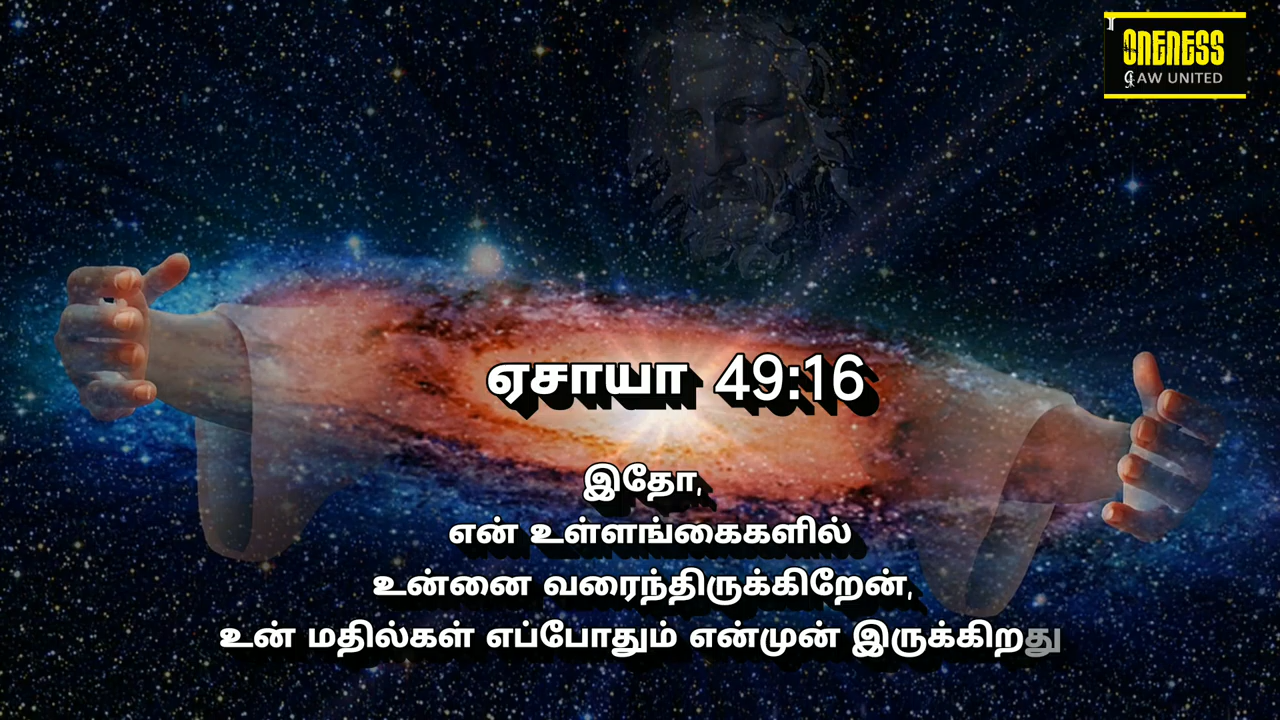 ONENESS
LAW UNITED
ஏசாயா 49:16
இதோ,
என் உள்ளங்கைகளில்
உன்னை வரைந்திருக்கிறேன்,
உன் மதில்கள் எப்போதும் என்முன் இருக்கிறது